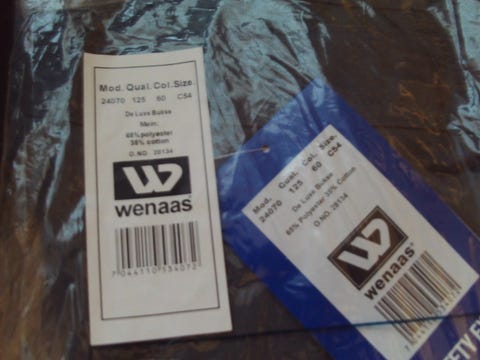 Mod. Qual. Col. Size.
24070 125 60 C54
De Luxe Bukse
Main:
65% polyester
35% cotton
O.NO. 28134
wenaas
7044110534072
Mod. Qual. Col. Size.
24070 125 60 C54
De Luxe Bukse
65% Polyester 35% Cotton
O.NO. 28134
wenaas